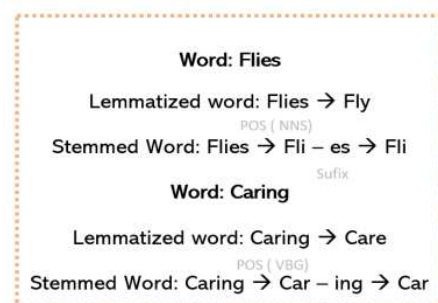 Word: Flies
Lemmatized word: Flies → Fly
POS ( NNS)
Stemmed Word: Flies → Fli – es → Fli
Sufix
Word: Caring
Lemmatized word: Caring → Care
POS ( VBG)
Stemmed Word: Caring → Car – ing → Car